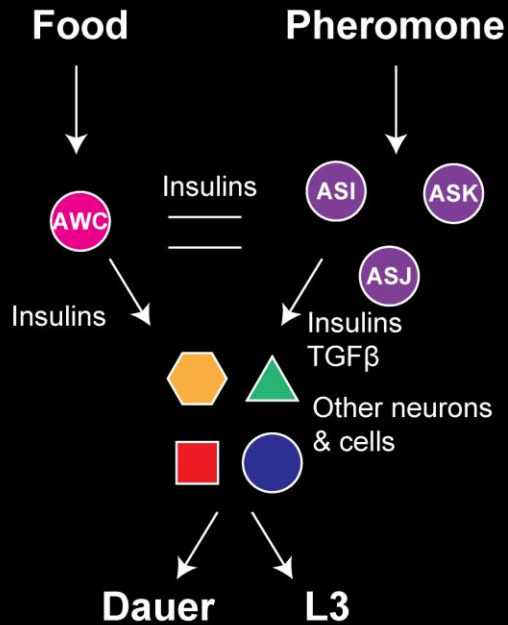 Food
Pheromone
Insulins
ASI
ASK
AWC
ASJ
Insulins
Insulins
TGFβ
Other neurons
& cells
Dauer
L3